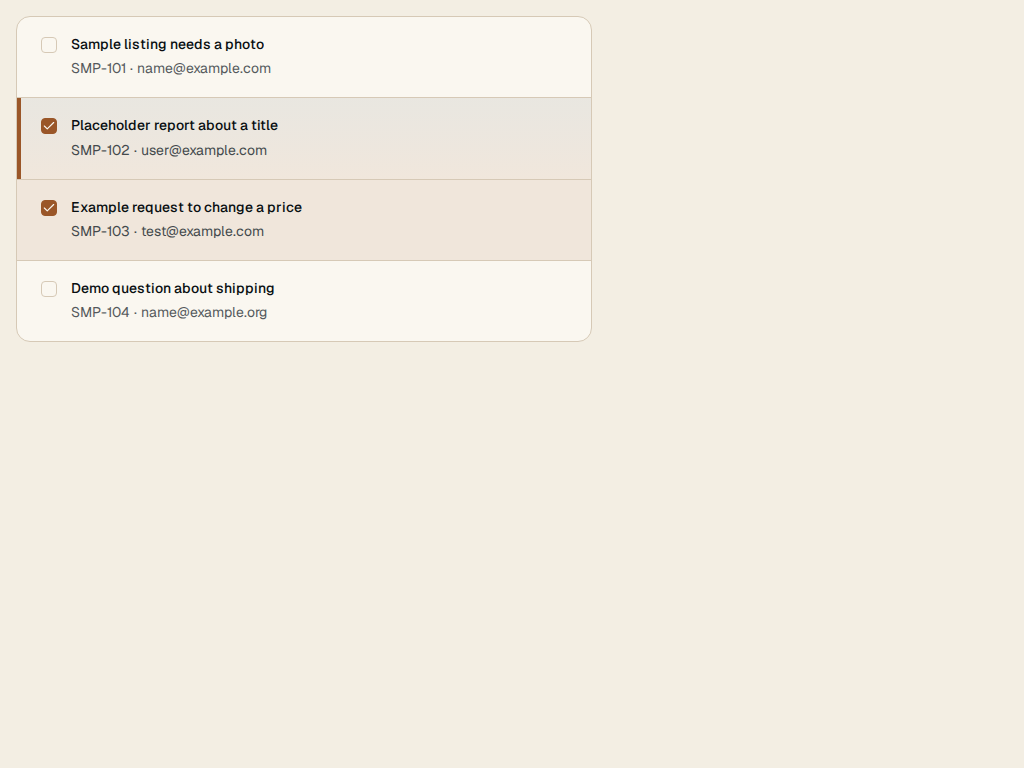 Sample listing needs a photo
SMP-101 · name@example.com
Placeholder report about a title
SMP-102 · user@example.com
Example request to change a price
SMP-103 · test@example.com
Demo question about shipping
SMP-104 · name@example.org